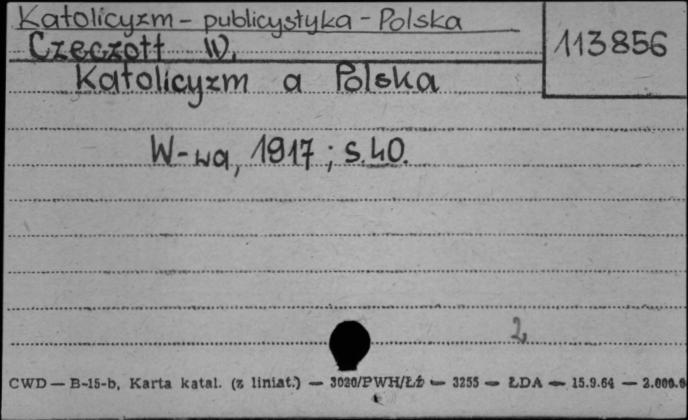 Katolicyzm - publicystyka - Polska
113856
Czeczott W.
Katolicyzm a Polska
W-wa, 1917; s. 40.
2
CWD — B-15-b, Karta katal. (z liniat.) — 3020/PWH/ŁŹ — 3255 — ŁDA — 15.9.64 — 2.000.0